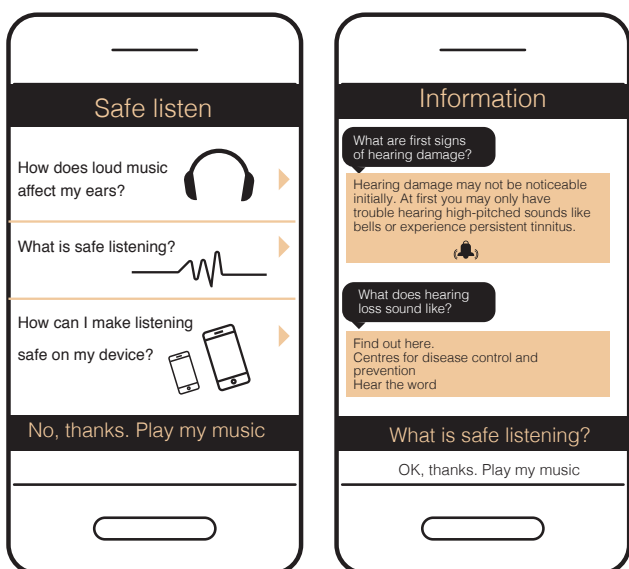 Safe listen
How does loud music
affect my ears?
What is safe listening?
How can I make listening
safe on my device?
No, thanks. Play my music
Information
What are first signs
of hearing damage?
Hearing damage may not be noticeable
initially. At first you may only have
trouble hearing high-pitched sounds like
bells or experience persistent tinnitus.
What does hearing
loss sound like?
Find out here.
Centres for disease control and
prevention
Hear the word
What is safe listening?
OK, thanks. Play my music